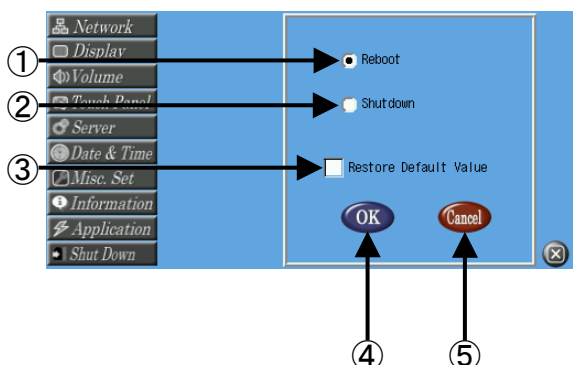 Network
Display
① Reboot
Volume
② Touch Panel Shutdown
Server
Date & Time
③ Misc. Set Restore Default Value
Information
Application
OK Cancel
Shut Down
④ ⑤